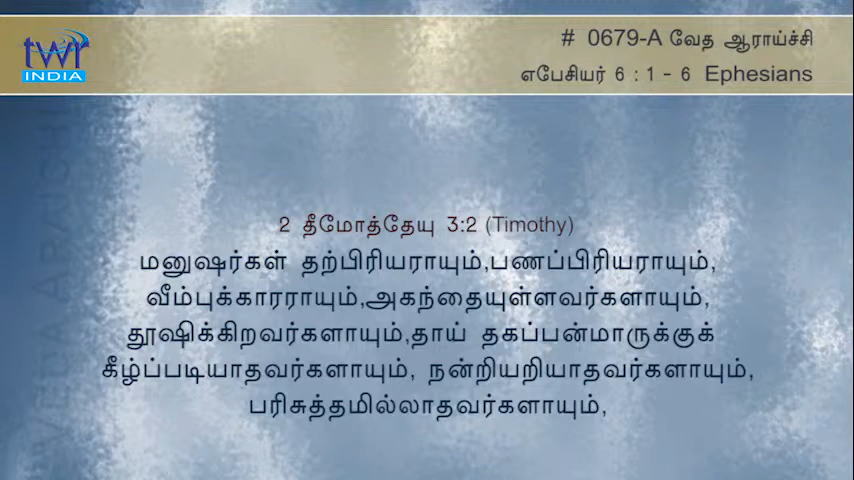 twr
INDIA
# 0679-A வேத ஆராய்ச்சி
எபேசியர் 6 : 1 - 6 Ephesians
2 தீமோத்தேயு 3:2 (Timothy)
மனுஷர்கள் தற்பிரியராயும்,பணப்பிரியராயும்,
வீம்புக்காரராயும்,அகந்தையுள்ளவர்களாயும்,
தூஷிக்கிறவர்களாயும்,தாய் தகப்பன்மாருக்குக்
கீழ்ப்படியாதவர்களாயும், நன்றியறியாதவர்களாயும்,
பரிசுத்தமில்லாதவர்களாயும்,
VEDA ARAICHI